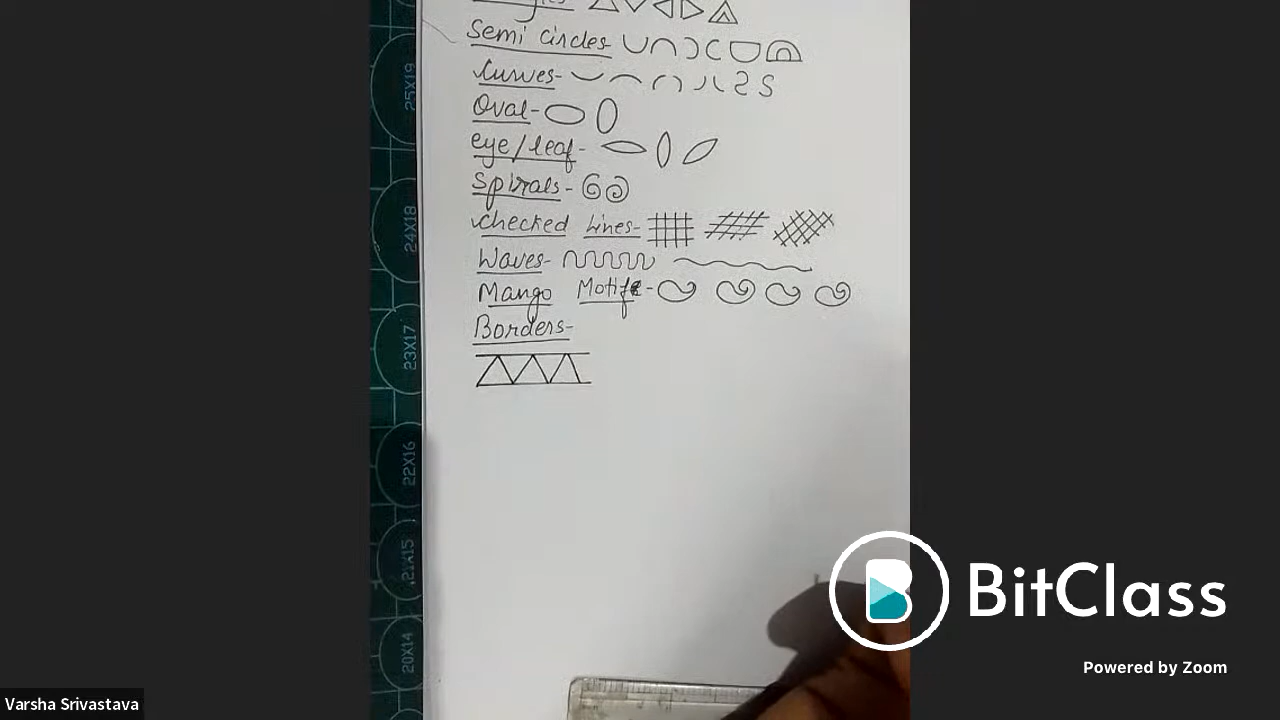 Semi Circles-
Curves-
Oval-
eye/leaf-
Spirals-
Checked Lines-
Waves-
Mango Motif-
Borders-
25X19
24X18
23X17
22X16
21X15
20X14
BitClass
Powered by Zoom
Varsha Srivastava